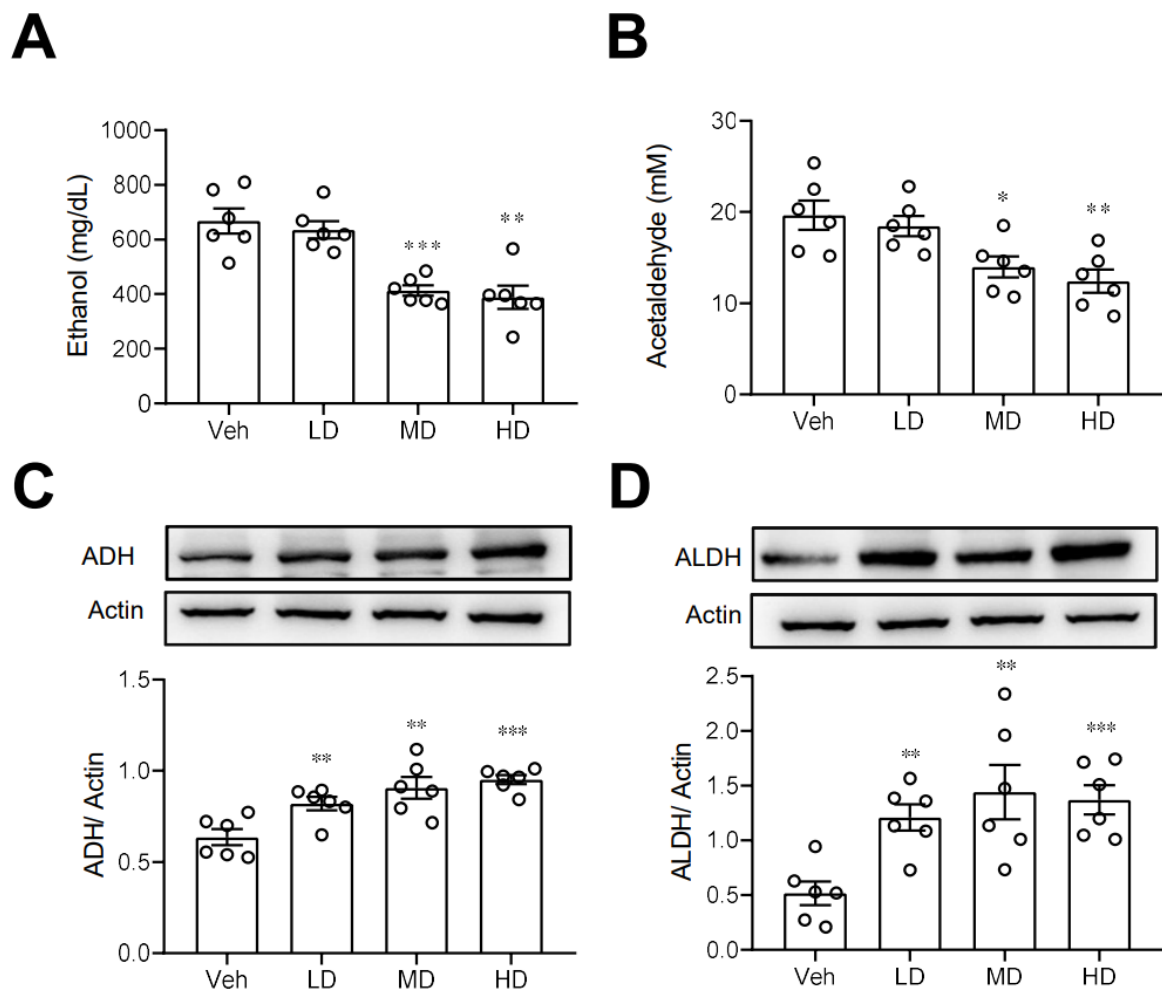 A
B
Ethanol (mg/dL)
1000
800
600
400
200
0
***
**
Veh LD MD HD
Acetaldehyde (mM)
30
20
10
0
*
**
Veh LD MD HD
C
D
ADH
Actin
ALDH
Actin
ADH/ Actin
1.5
1.0
0.5
0.0
**
**
***
Veh LD MD HD
ALDH/ Actin
2.5
2.0
1.5
1.0
0.5
0.0
**
**
***
Veh LD MD HD